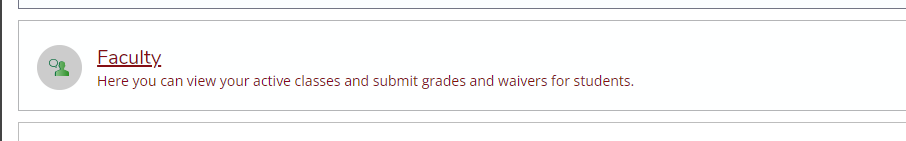 Faculty
Here you can view your active classes and submit grades and waivers for students.